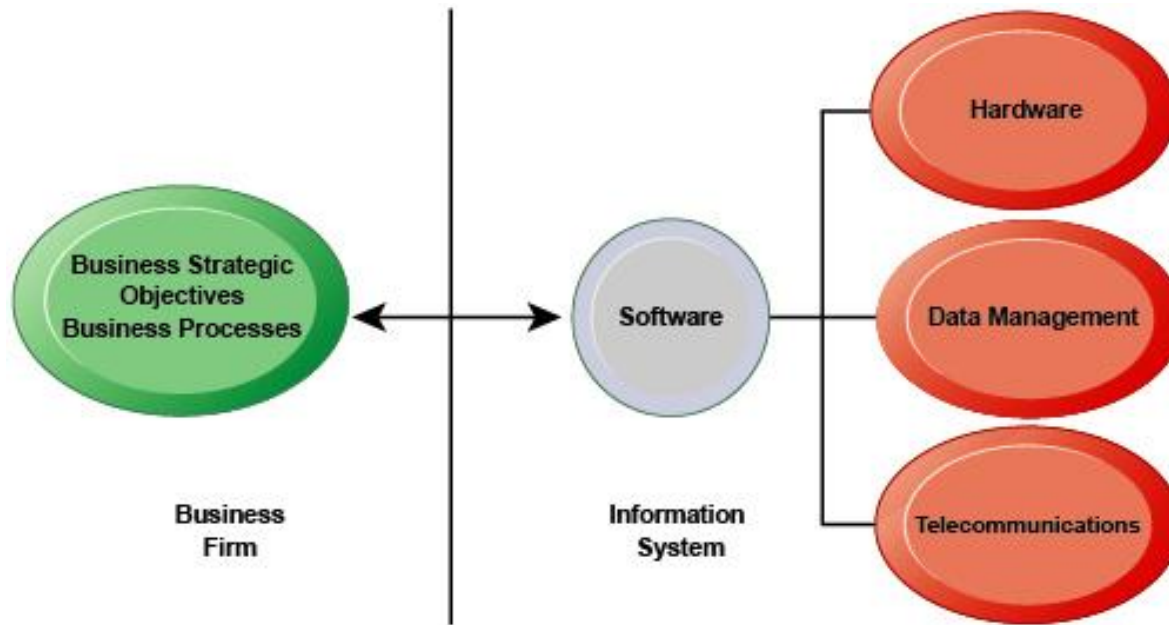 Business Strategic
Objectives
Business Processes
Business
Firm
Software
Information
System
Hardware
Data Management
Telecommunications